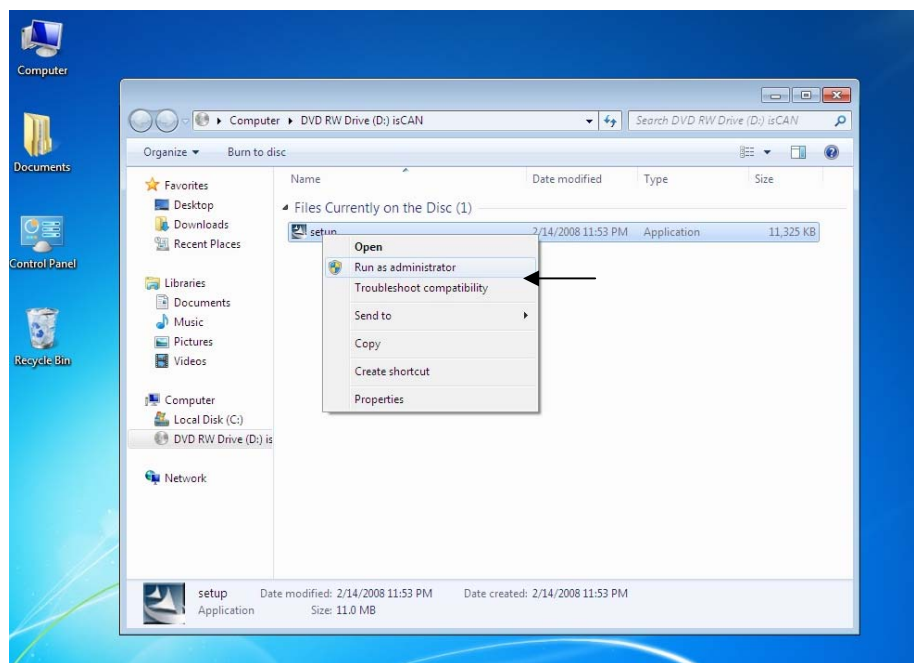 Computer
Documents
Control Panel
Recycle Bin
Computer ▸ DVD RW Drive (D:) isCAN
Search DVD RW Drive (D:) isCAN
Organize ▾ Burn to disc
Favorites
Desktop
Downloads
Recent Places
Libraries
Documents
Music
Pictures
Videos
Computer
Local Disk (C:)
DVD RW Drive (D:) is
Network
Name Date modified Type Size
Files Currently on the Disc (1)
setup 2/14/2008 11:53 PM Application 11,325 KB
Open
Run as administrator
Troubleshoot compatibility
Send to
Copy
Create shortcut
Properties
setup Date modified: 2/14/2008 11:53 PM Date created: 2/14/2008 11:53 PM
Application Size: 11.0 MB